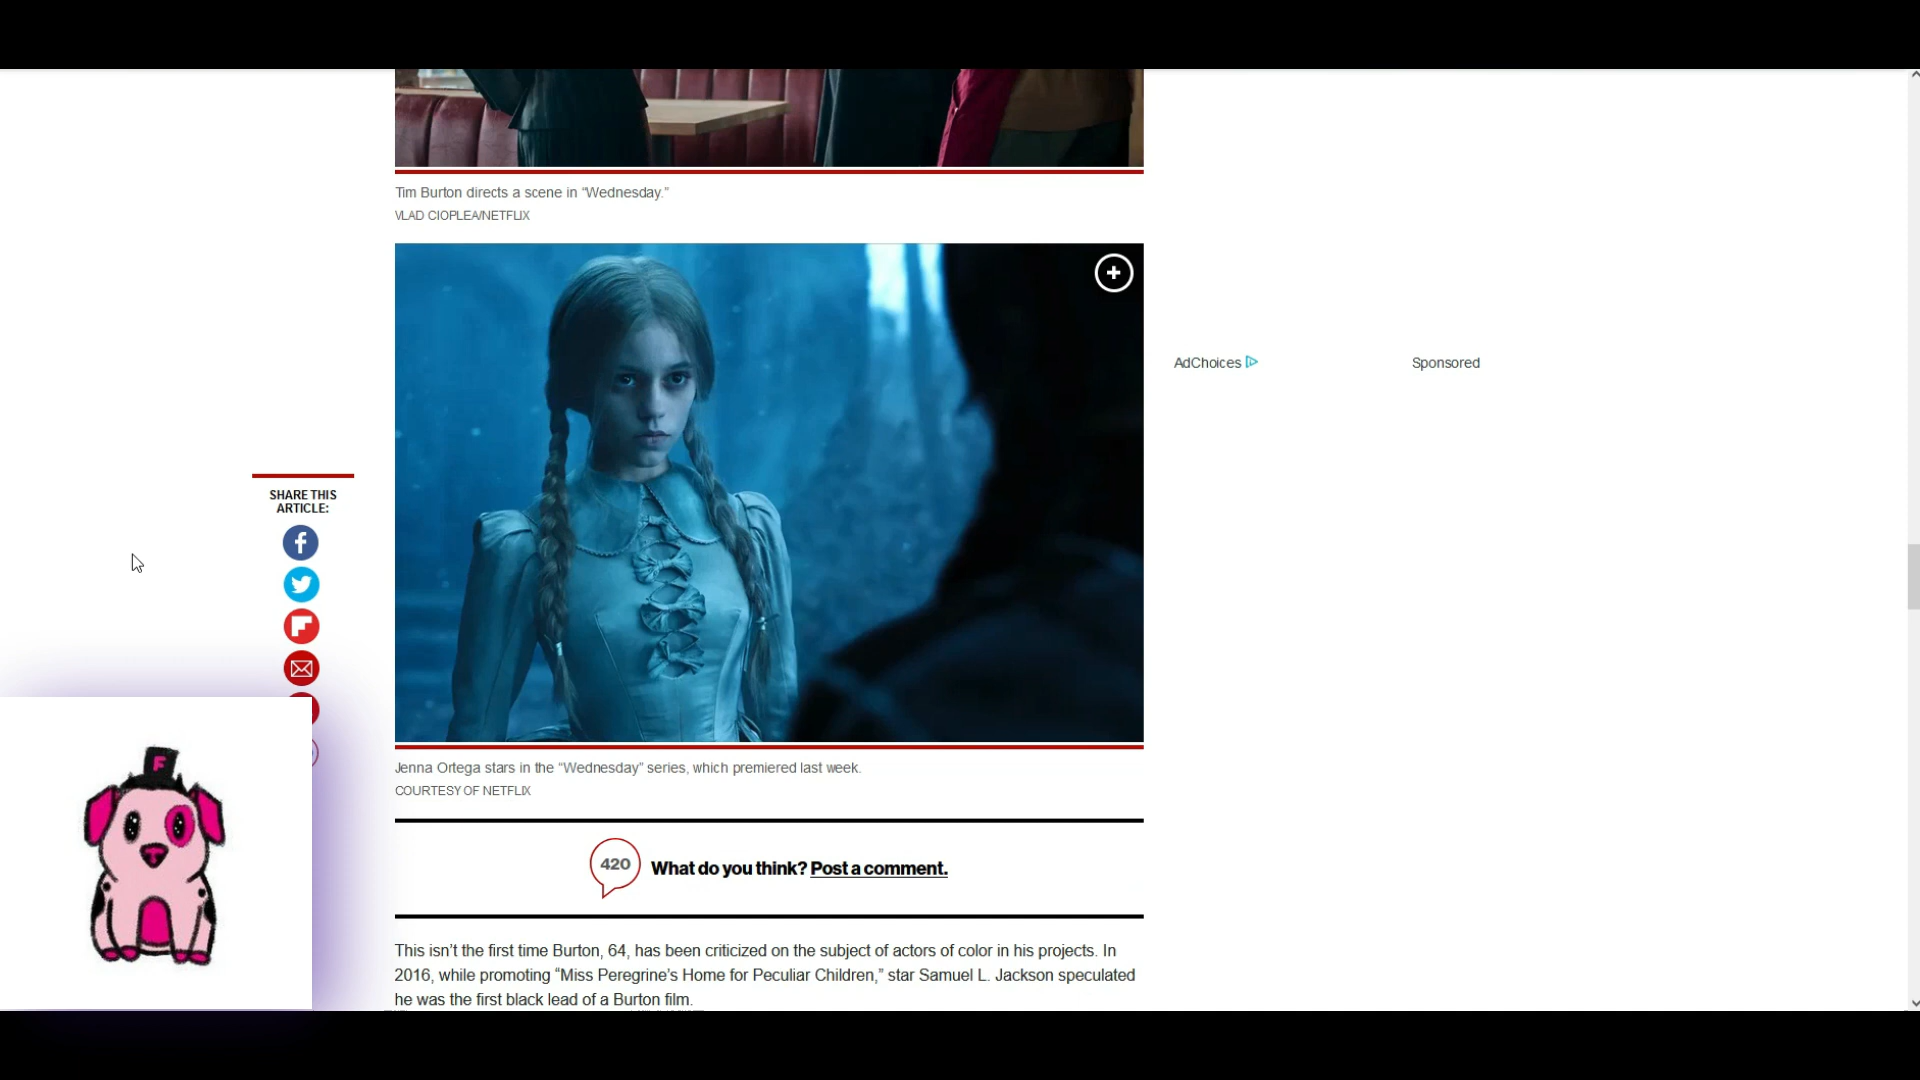 Tim Burton directs a scene in “Wednesday.”
VLAD CIOPLEA/NETFLIX
AdChoices
Sponsored
SHARE THIS
ARTICLE:
F
Jenna Ortega stars in the “Wednesday” series, which premiered last week.
COURTESY OF NETFLIX
420 What do you think? Post a comment.
This isn’t the first time Burton, 64, has been criticized on the subject of actors of color in his projects. In
2016, while promoting “Miss Peregrine’s Home for Peculiar Children,” star Samuel L. Jackson speculated
he was the first black lead of a Burton film.